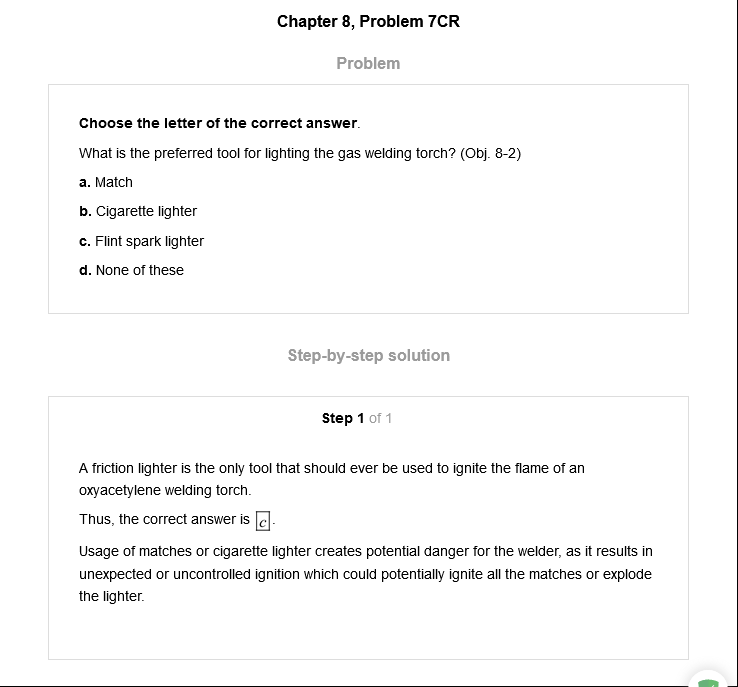 Chapter 8, Problem 7CR
Problem
Choose the letter of the correct answer.
What is the preferred tool for lighting the gas welding torch? (Obj. 8-2)
a. Match
b. Cigarette lighter
c. Flint spark lighter
d. None of these
Step-by-step solution
Step 1 of 1
A friction lighter is the only tool that should ever be used to ignite the flame of an
oxyacetylene welding torch.
Thus, the correct answer is c.
Usage of matches or cigarette lighter creates potential danger for the welder, as it results in
unexpected or uncontrolled ignition which could potentially ignite all the matches or explode
the lighter.